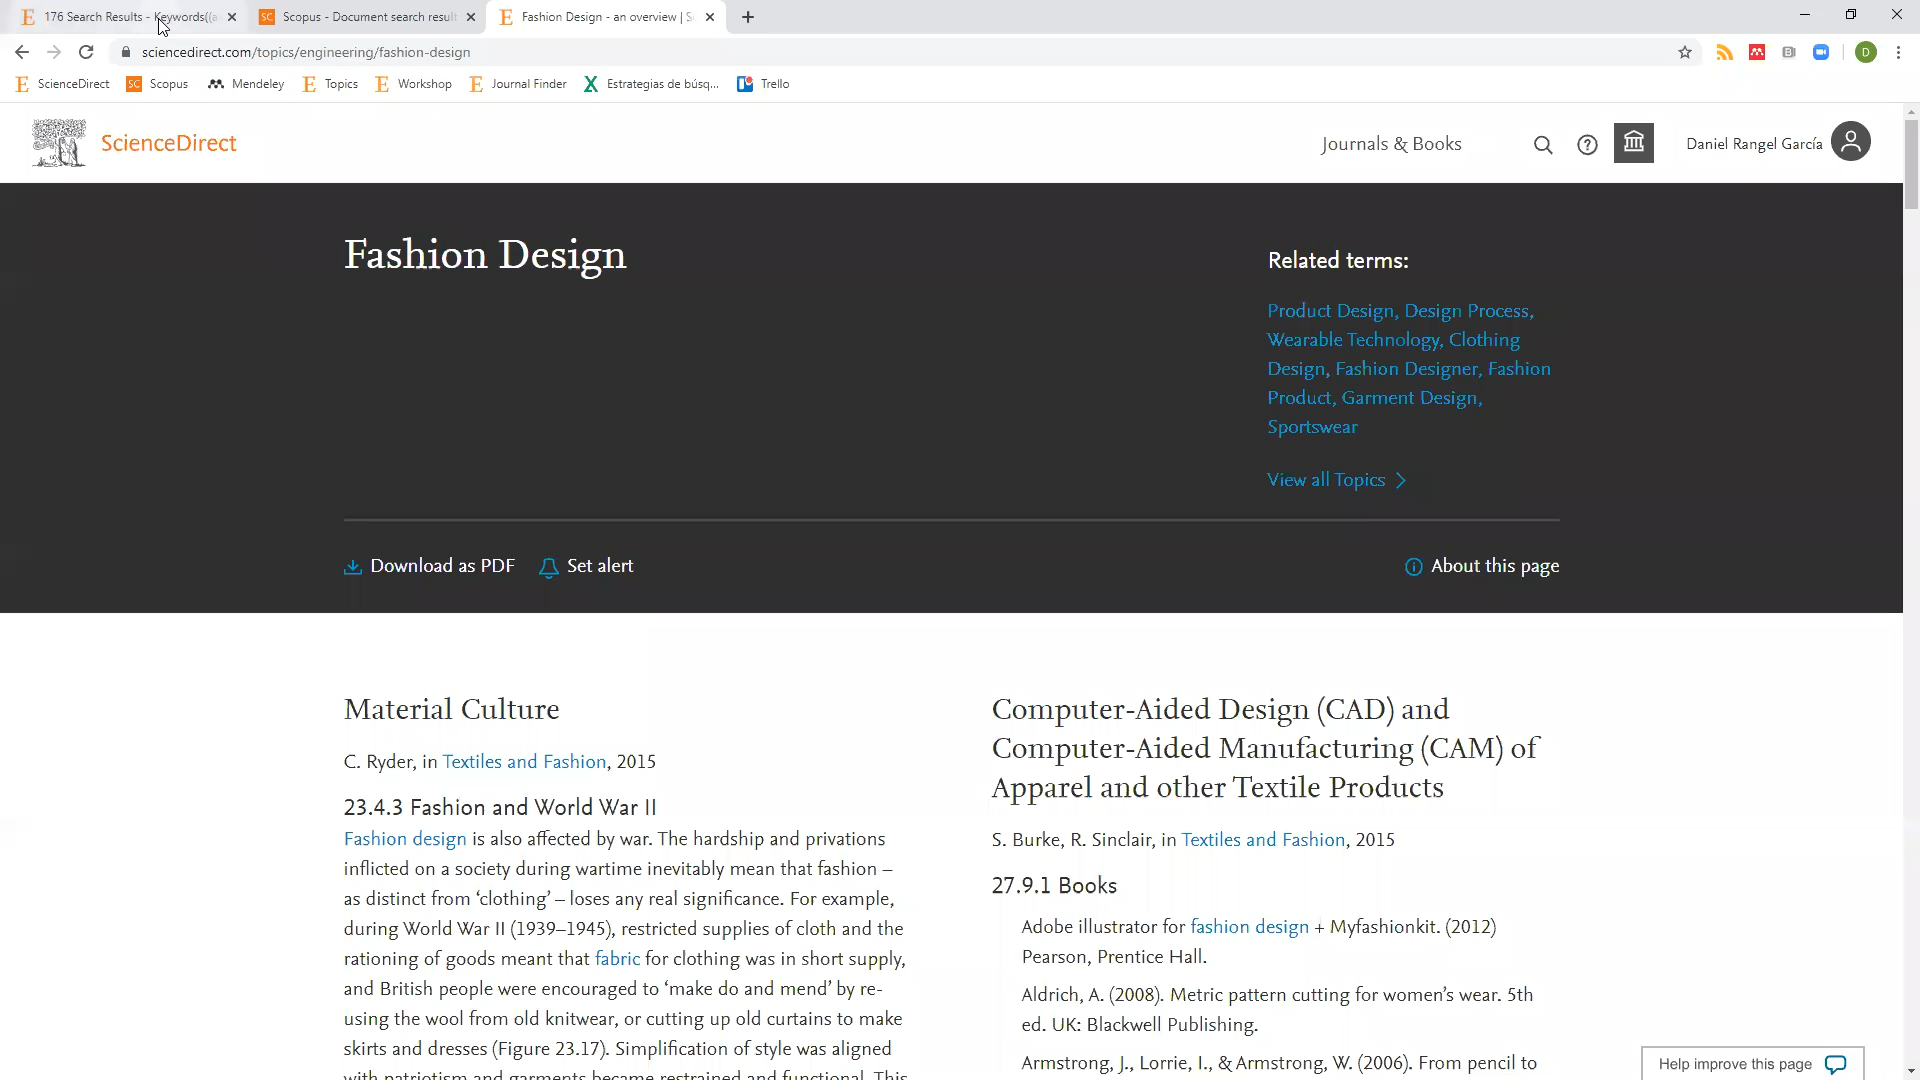 176 Search Results - Keywords((a
Scopus - Document search result
Fashion Design - an overview | S
sciencedirect.com/topics/engineering/fashion-design
D
ScienceDirect
SC
Scopus
Mendeley
Topics
Workshop
Journal Finder
Estrategias de búsq...
Trello
ScienceDirect
Journals & Books
Daniel Rangel García
Fashion Design
Related terms:
Product Design, Design Process,
Wearable Technology, Clothing
Design, Fashion Designer, Fashion
Product, Garment Design,
Sportswear
View all Topics
Download as PDF
Set alert
About this page
Material Culture
C. Ryder, in Textiles and Fashion, 2015
23.4.3 Fashion and World War II
Fashion design is also affected by war. The hardship and privations
inflicted on a society during wartime inevitably mean that fashion –
as distinct from ‘clothing’ – loses any real significance. For example,
during World War II (1939–1945), restricted supplies of cloth and the
rationing of goods meant that fabric for clothing was in short supply,
and British people were encouraged to ‘make do and mend’ by re-
using the wool from old knitwear, or cutting up old curtains to make
skirts and dresses (Figure 23.17). Simplification of style was aligned
with patriotism and garments became restrained and functional. This
Computer-Aided Design (CAD) and
Computer-Aided Manufacturing (CAM) of
Apparel and other Textile Products
S. Burke, R. Sinclair, in Textiles and Fashion, 2015
27.9.1 Books
Adobe illustrator for fashion design + Myfashionkit. (2012)
Pearson, Prentice Hall.
Aldrich, A. (2008). Metric pattern cutting for women’s wear. 5th
ed. UK: Blackwell Publishing.
Armstrong, J., Lorrie, I., & Armstrong, W. (2006). From pencil to
Help improve this page